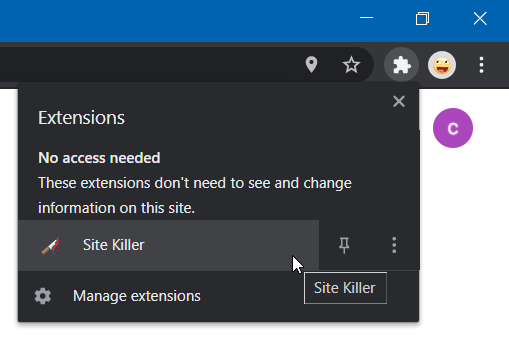 Extensions
No access needed
These extensions don't need to see and change
information on this site.
Site Killer
Site Killer
Manage extensions
c